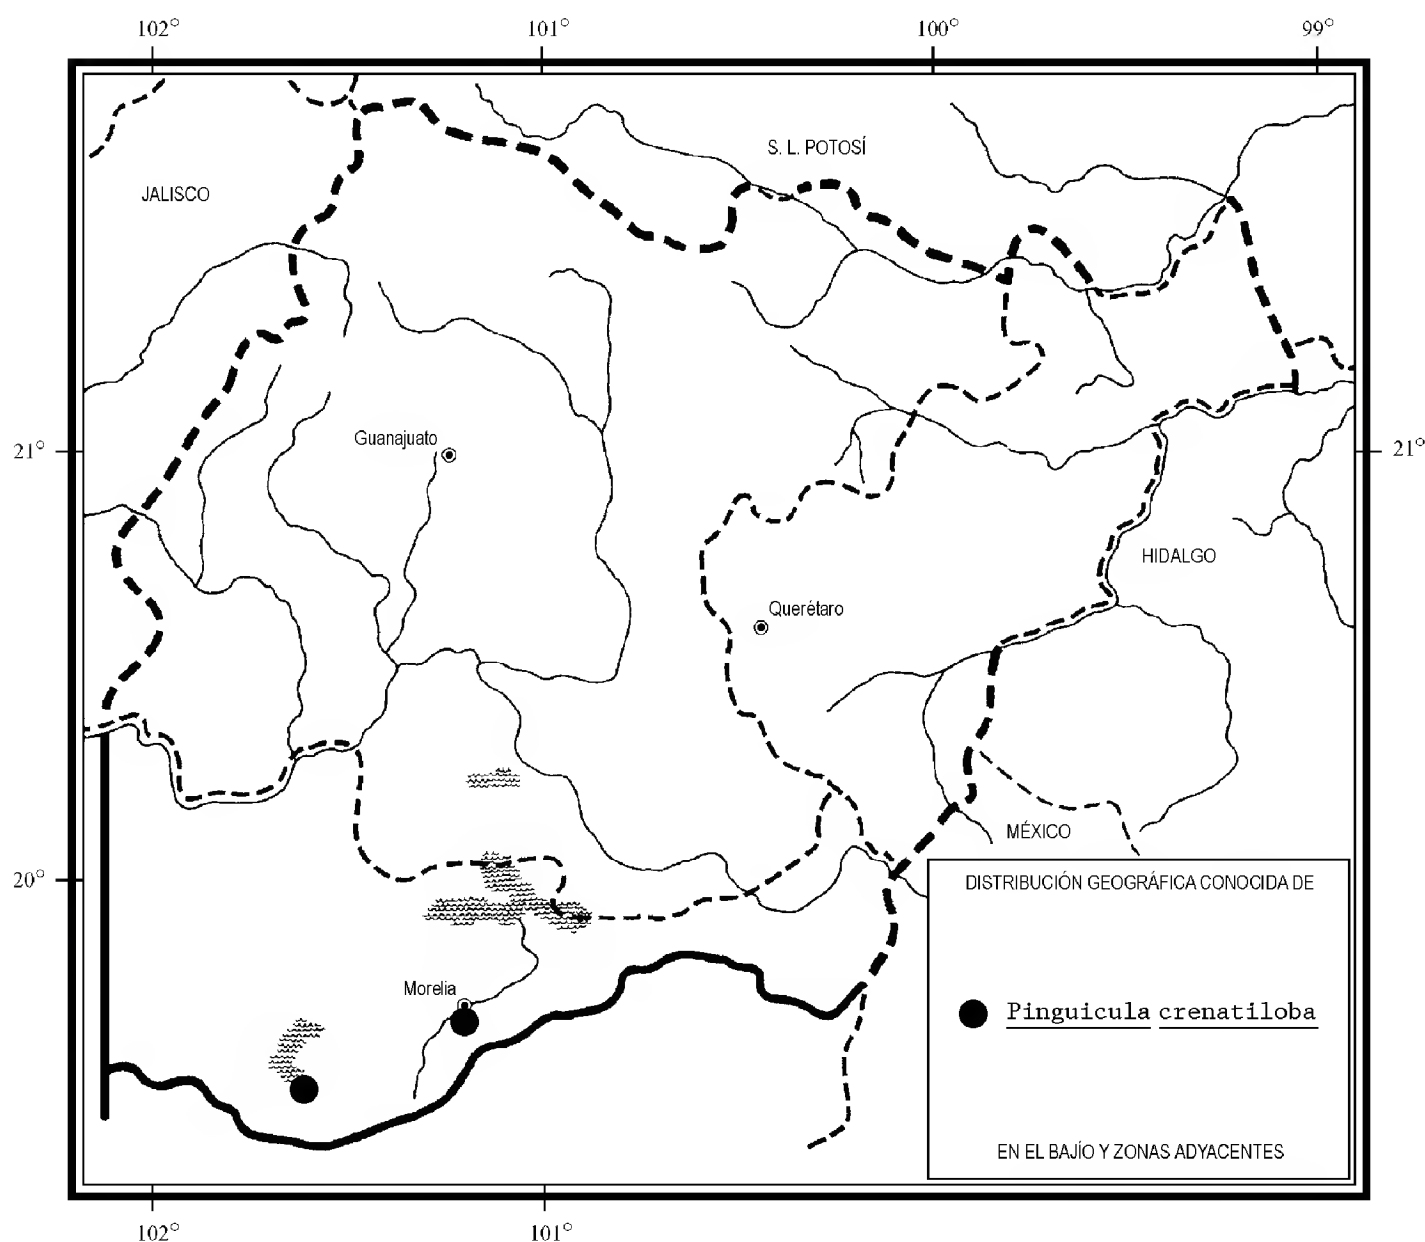 102°
101°
100°
99°
S. L. POTOSÍ
JALISCO
Guanajuato
21°
21°
HIDALGO
Querétaro
MÉXICO
20°
DISTRIBUCIÓN GEOGRÁFICA CONOCIDA DE
Morelia
Pinguicula crenatiloba
EN EL BAJÍO Y ZONAS ADYACENTES
102°
101°